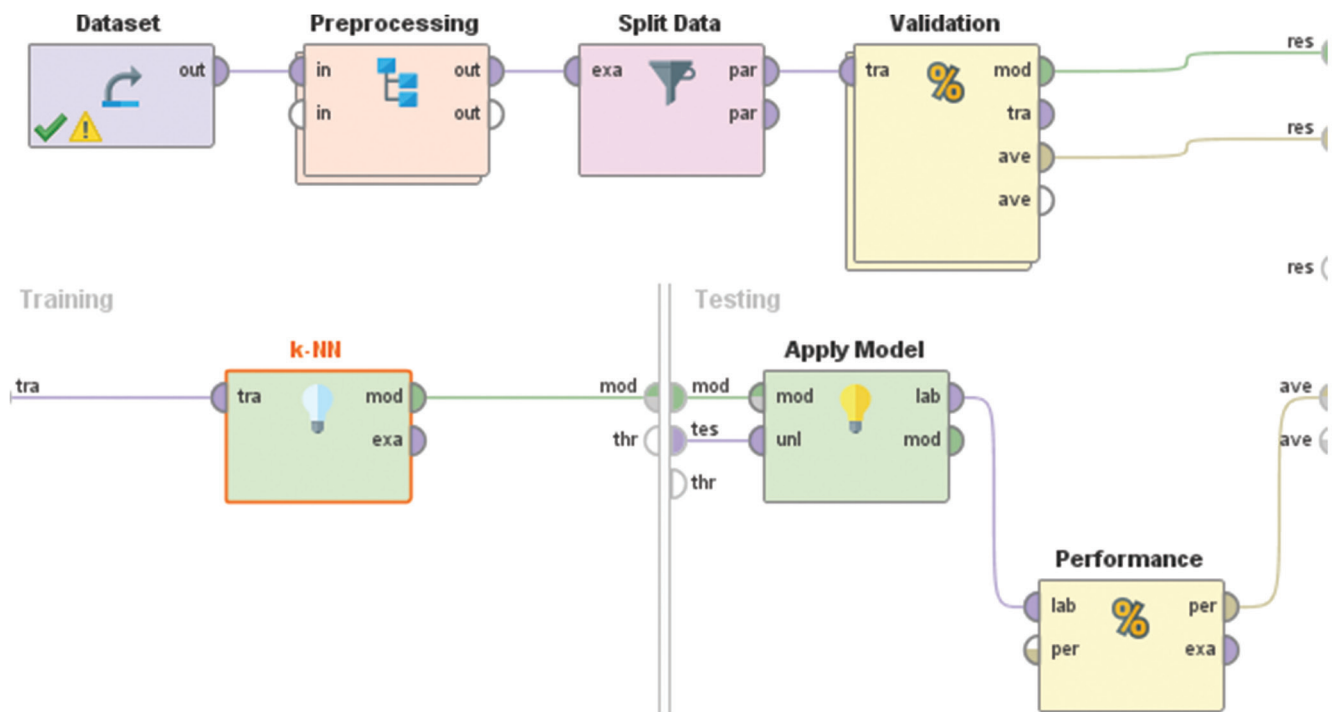 Dataset Preprocessing Split Data Validation
res
out in out exa par tra mod
in out par tra
res
ave
ave
res
Training Testing
k-NN Apply Model
tra mod mod ave
tra mod mod lab
thr tes ave
exa unl mod
thr
Performance
lab per
per exa